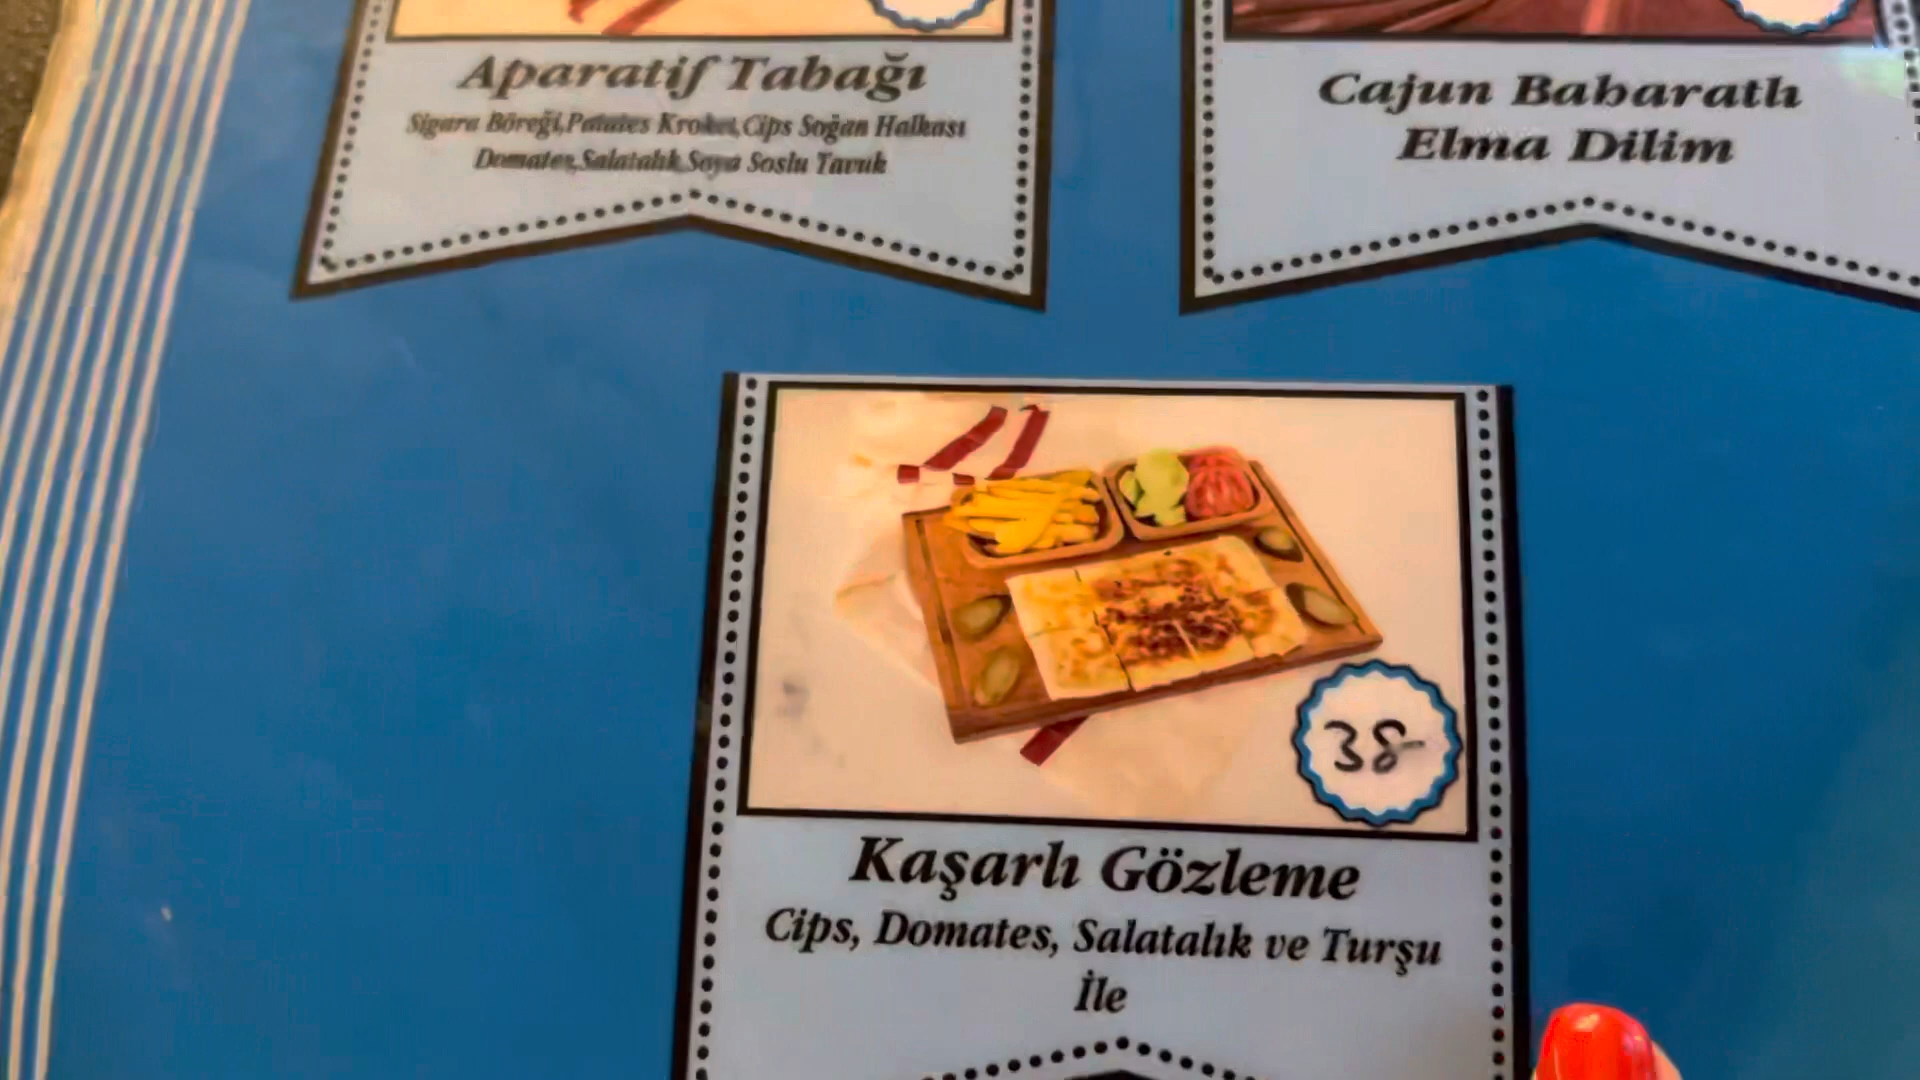 Aparatif Tabağı
Sigara Böreği,Patates Kroket,Cips Soğan Halkası
Domates,Salatalık Soya Soslu Tavuk
Cajun Baharatlı
Elma Dilim
38
Kaşarlı Gözleme
Cips, Domates, Salatalık ve Turşu
İle